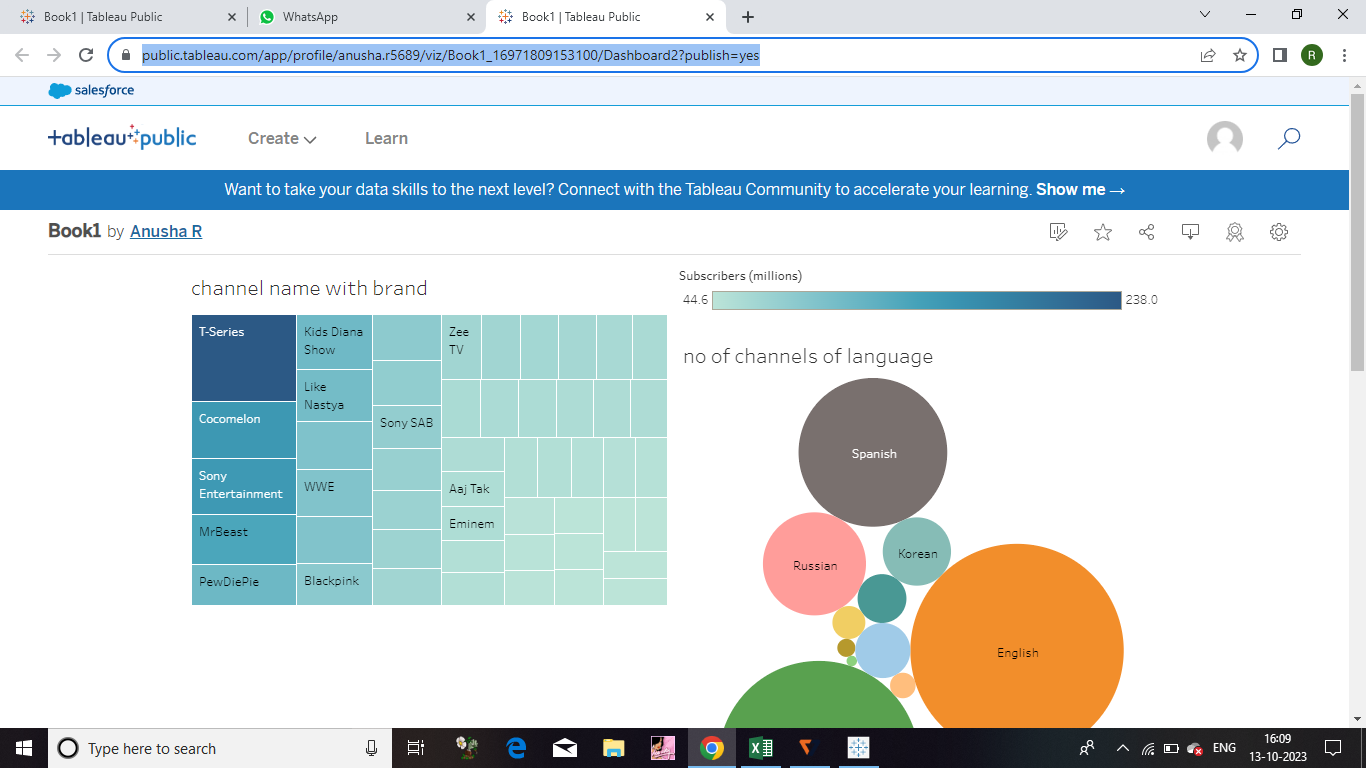 Book1 | Tableau Public
WhatsApp
Book1 | Tableau Public
public.tableau.com/app/profile/anusha.r5689/viz/Book1_16971809153100/Dashboard2?publish=yes
R
salesforce
tableau public
Create
Learn
Want to take your data skills to the next level? Connect with the Tableau Community to accelerate your learning. Show me →
Book1 by Anusha R
channel name with brand
T-Series
Cocomelon
Sony
Entertainment
MrBeast
PewDiePie
Kids Diana
Show
Like
Nastya
WWE
Blackpink
Sony SAB
Zee
TV
Aaj Tak
Eminem
Subscribers (millions)
44.6
238.0
no of channels of language
Spanish
Russian
Korean
English
Type here to search
ENG
16:09
13-10-2023